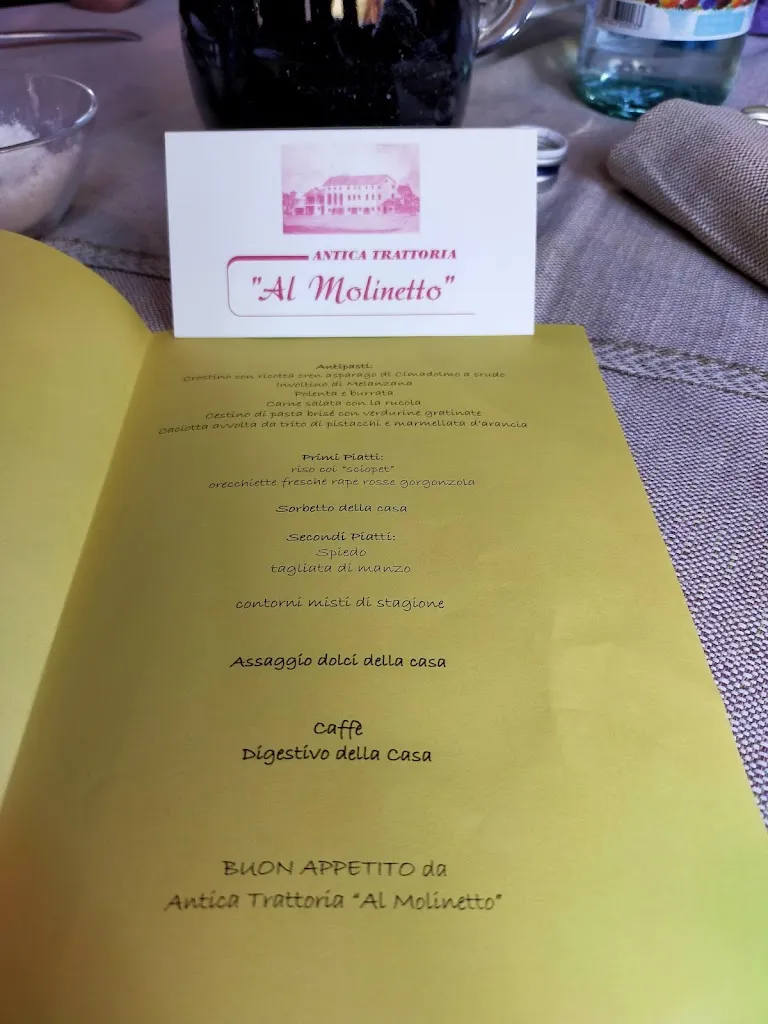 ANTICA TRATTORIA
"Al Molinetto"
Antipasti:
Crostino con ricotta cren asparago di Cimadolmo e crudo
Involtino di Melanzana
Polenta e burrata
Carne salata con la rucola
Cestino di pasta brisé con verdurine gratinate
Caciotta avvolta da trito di pistacchi e marmellata d'arancia
Primi Piatti:
riso coi "sciopet"
orecchiette fresche rape rosse gorgonzola
Sorbetto della casa
Secondi Piatti:
Spiedo
tagliata di manzo
contorni misti di stagione
Assaggio dolci della casa
Caffè
Digestivo della Casa
BUON APPETITO da
Antica Trattoria "Al Molinetto"